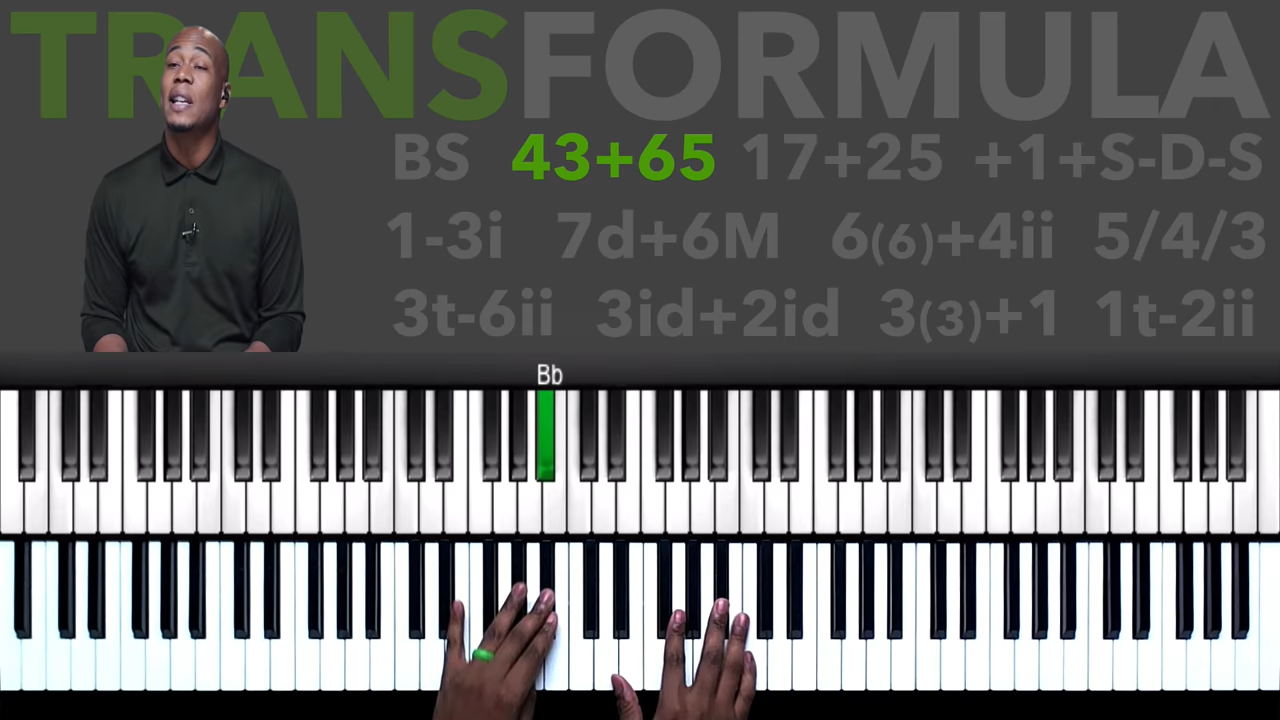 TRANSFORMULA
BS 43+65 17+25 +1+S-D-S
1-3i 7d+6M 6(6)+4ii 5/4/3
3t-6ii 3id+2id 3(3)+1 1t-2ii
Bb